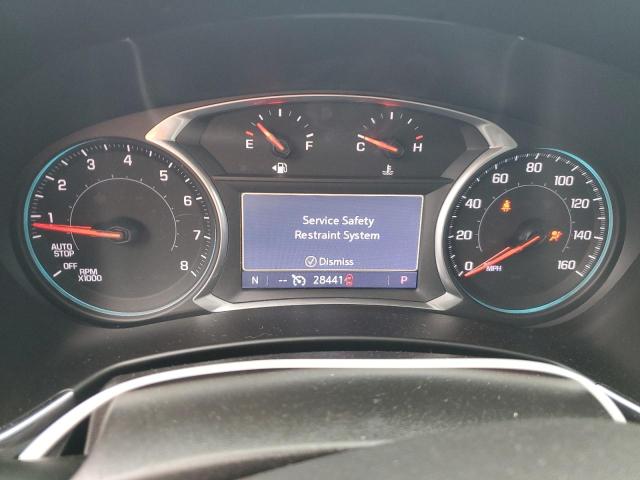 E F
C H
1 2 3 4 5 6 7 8
AUTO
STOP
OFF
RPM
X1000
Service Safety
Restraint System
Dismiss
N -- 28441 P
0 20 40 60 80 100 120 140 160
MPH